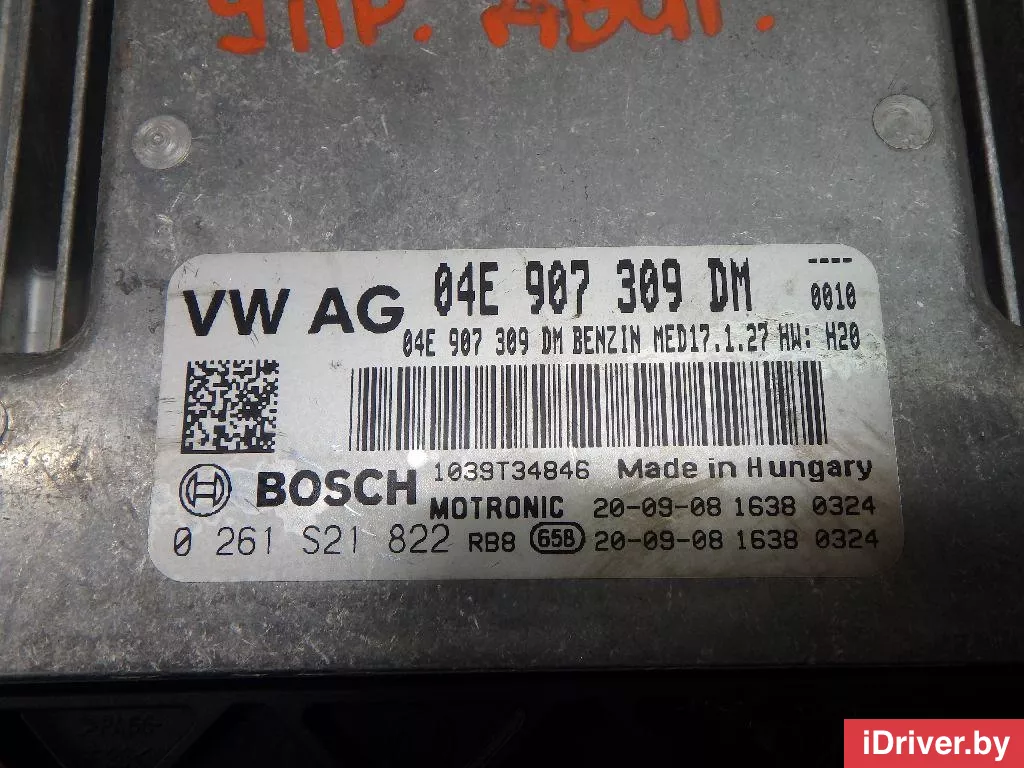 УПР. ДВИГ.
VW AG 04E 907 309 DM ----
0010
04E 907 309 DM BENZIN MED17.1.27 HW: H20
BOSCH 1039T34846 Made in Hungary
MOTRONIC 20-09-08 1638 0324
0 261 S21 822 RB8 65B 20-09-08 1638 0324
iDriver.by